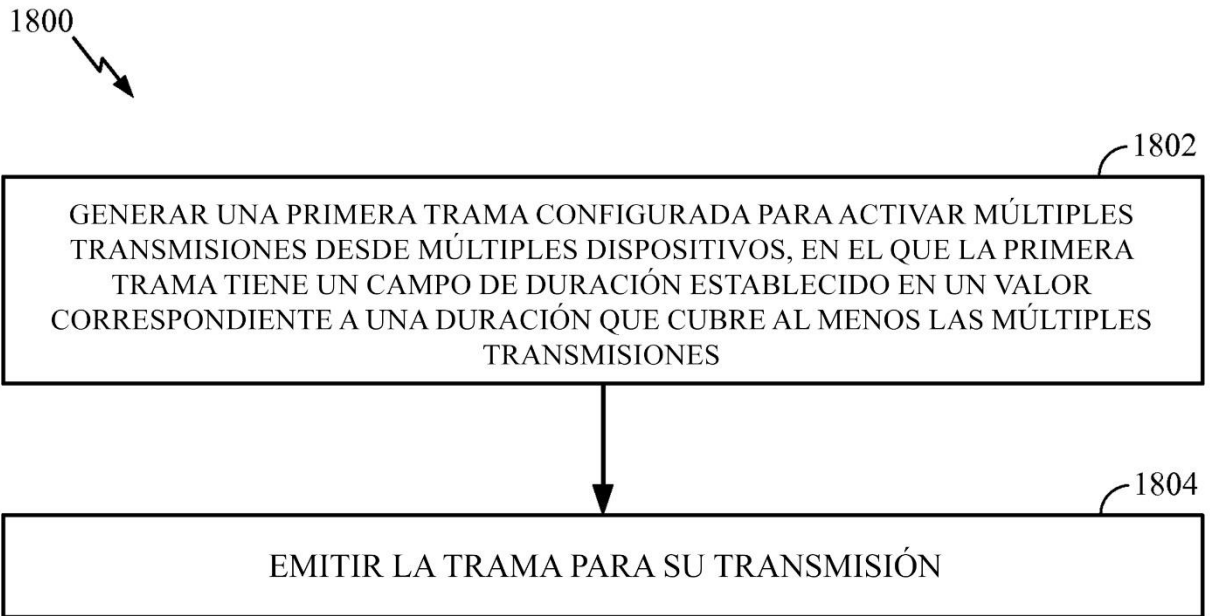 1800
1802
GENERAR UNA PRIMERA TRAMA CONFIGURADA PARA ACTIVAR MÚLTIPLES
TRANSMISIONES DESDE MÚLTIPLES DISPOSITIVOS, EN EL QUE LA PRIMERA
TRAMA TIENE UN CAMPO DE DURACIÓN ESTABLECIDO EN UN VALOR
CORRESPONDIENTE A UNA DURACIÓN QUE CUBRE AL MENOS LAS MÚLTIPLES
TRANSMISIONES
1804
EMITIR LA TRAMA PARA SU TRANSMISIÓN